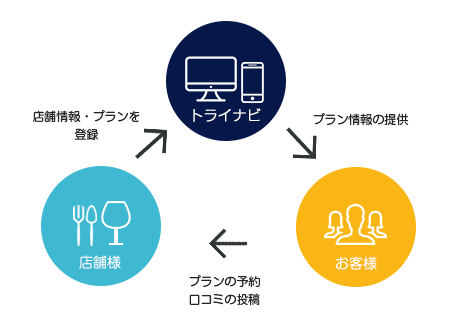 トライナビ
店舗情報・プランを
登録
プラン情報の提供
店舗様
お客様
プランの予約
口コミの投稿